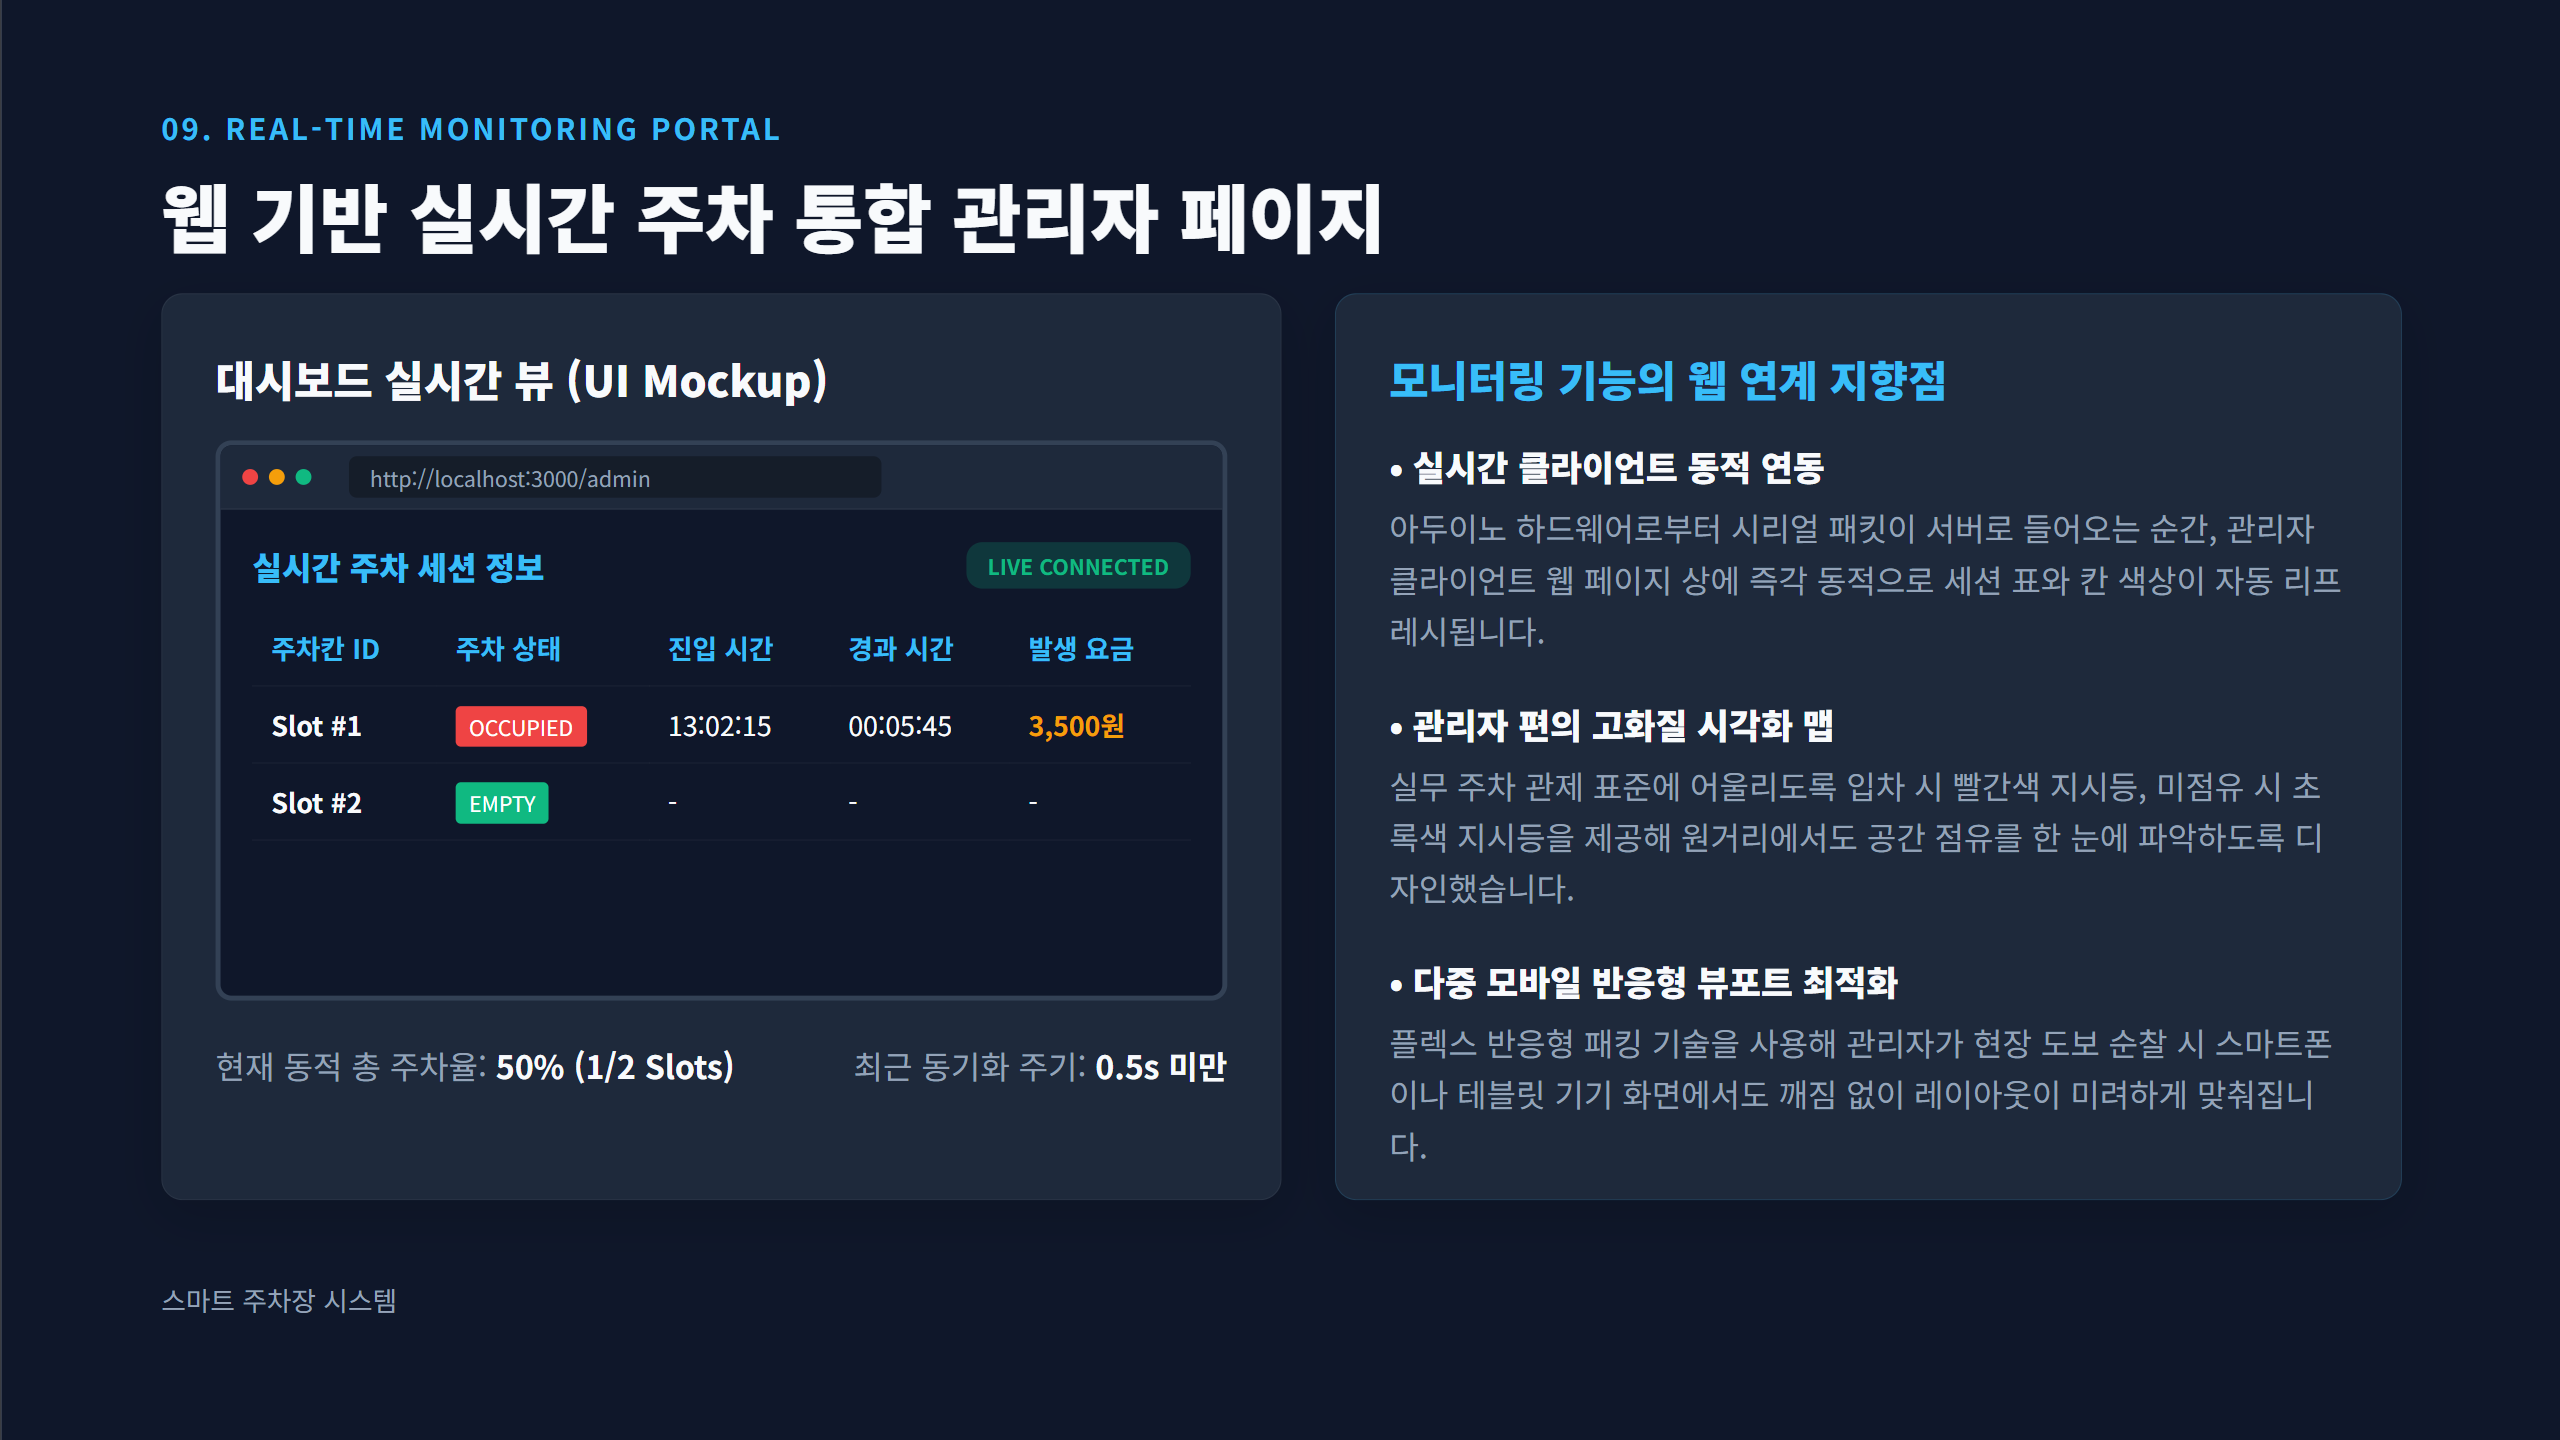 09. REAL-TIME MONITORING PORTAL
웹 기반 실시간 주차 통합 관리자 페이지
대시보드 실시간 뷰 (UI Mockup)
http://localhost:3000/admin
실시간 주차 세션 정보
LIVE CONNECTED
주차칸 ID 주차 상태 진입 시간 경과 시간 발생 요금
Slot #1 OCCUPIED 13:02:15 00:05:45 3,500원
Slot #2 EMPTY - - -
현재 동적 총 주차율: 50% (1/2 Slots)
최근 동기화 주기: 0.5s 미만
모니터링 기능의 웹 연계 지향점
• 실시간 클라이언트 동적 연동
아두이노 하드웨어로부터 시리얼 패킷이 서버로 들어오는 순간, 관리자
클라이언트 웹 페이지 상에 즉각 동적으로 세션 표와 칸 색상이 자동 리프
레시됩니다.
• 관리자 편의 고화질 시각화 맵
실무 주차 관제 표준에 어울리도록 입차 시 빨간색 지시등, 미점유 시 초
록색 지시등을 제공해 원거리에서도 공간 점유를 한 눈에 파악하도록 디
자인했습니다.
• 다중 모바일 반응형 뷰포트 최적화
플렉스 반응형 패킹 기술을 사용해 관리자가 현장 도보 순찰 시 스마트폰
이나 테블릿 기기 화면에서도 깨짐 없이 레이아웃이 미려하게 맞춰집니
다.
스마트 주차장 시스템